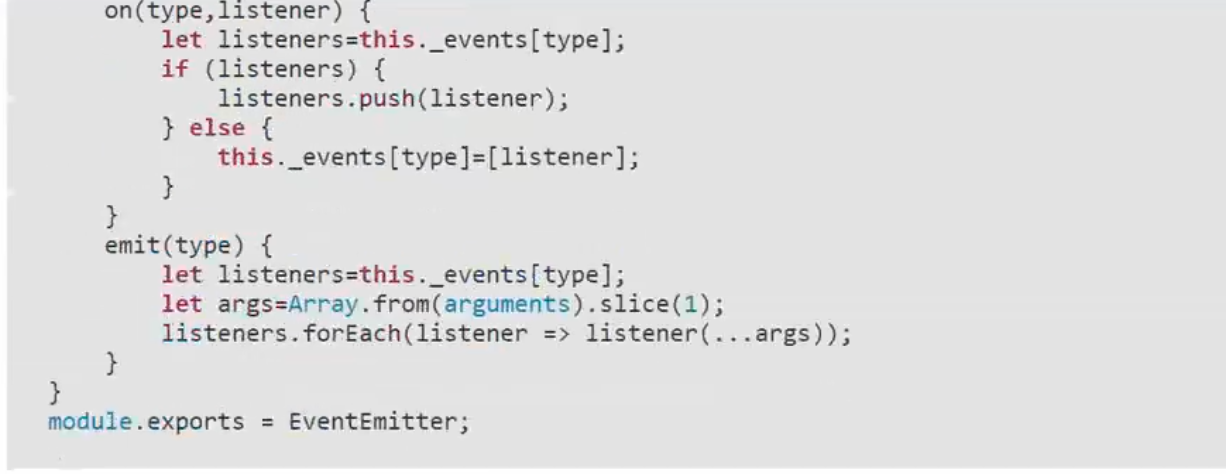 on(type,listener) {
let listeners=this._events[type];
if (listeners) {
listeners.push(listener);
} else {
this._events[type]=[listener];
}
}
emit(type) {
let listeners=this._events[type];
let args=Array.from(arguments).slice(1);
listeners.forEach(listener => listener(...args));
}
}
module.exports = EventEmitter;